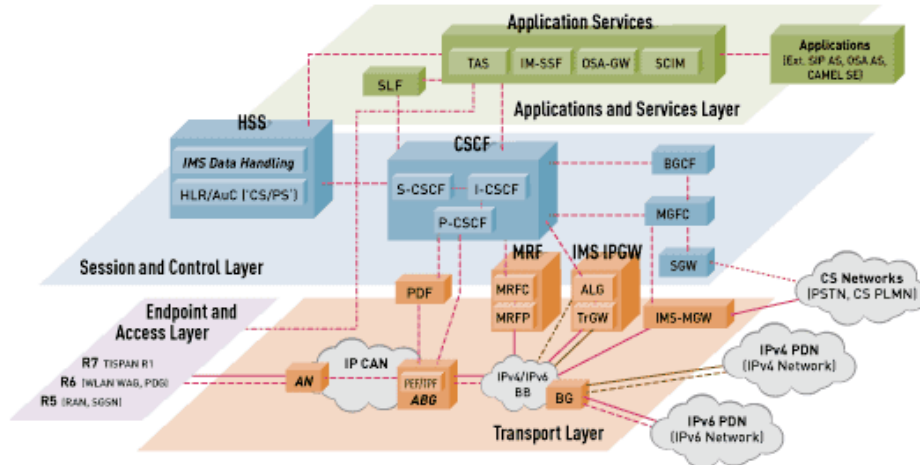 Application Services
TAS
IM-SSF
OSA-GW
SCIM
Applications
(Ext. SIP AS, OSA AS,
CAMEL SE)
SLF
Applications and Services Layer
HSS
IMS Data Handling
HLR/AuC ('CS/PS')
CSCF
S-CSCF
I-CSCF
P-CSCF
BGCF
MGFC
SGW
Session and Control Layer
PDF
MRF
MRFC
MRFP
IMS IPGW
ALG
TrGW
IMS-MGW
CS Networks
(PSTN, CS PLMN)
Endpoint and
Access Layer
R7 TISPAN R1
R6 (WLAN WAG, PDG)
R5 (RAN, SGSN)
AN
IP CAN
PEF/IPF
ABG
IPv4/IPv6
BB
BG
IPv4 PDN
(IPv4 Network)
IPv6 PDN
(IPv6 Network)
Transport Layer